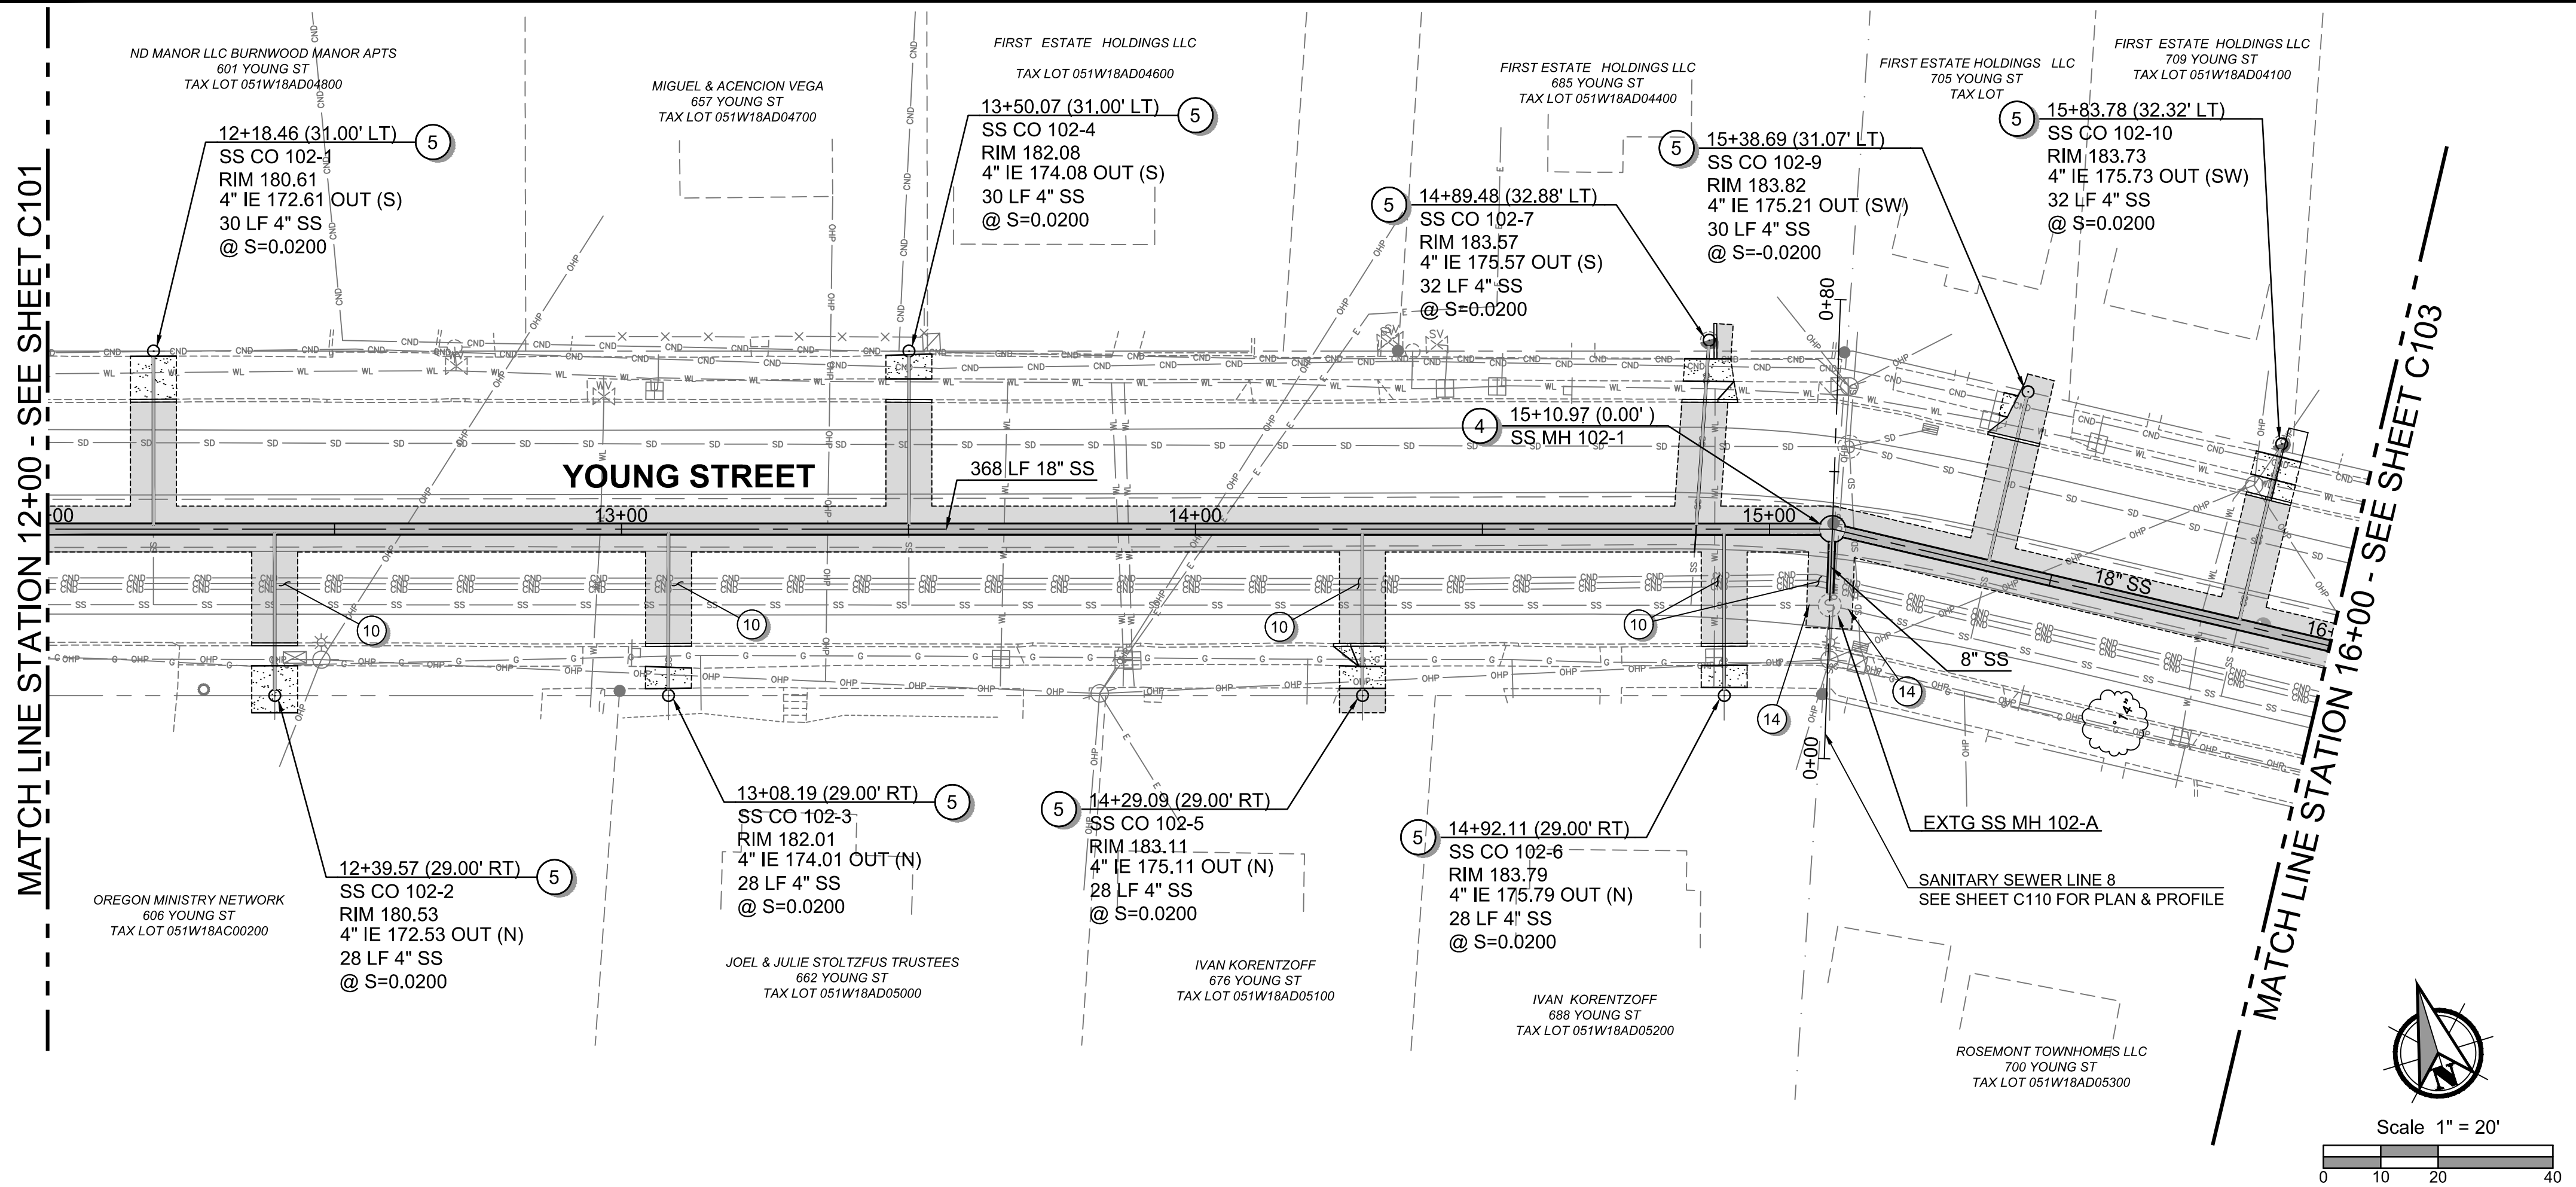 ND MANOR LLC BURNWOOD MANOR APTS
601 YOUNG ST
TAX LOT 051W18AD04800
12+18.46 (31.00' LT)
5
SS CO 102-1
RIM 180.61
4" IE 172.61 OUT (S)
30 LF 4" SS
@ S=0.0200
MIGUEL & ACENCION VEGA
657 YOUNG ST
TAX LOT 051W18AD04700
FIRST ESTATE HOLDINGS LLC
TAX LOT 051W18AD04600
13+50.07 (31.00' LT)
5
SS CO 102-4
RIM 182.08
4" IE 174.08 OUT (S)
30 LF 4" SS
@ S=0.0200
FIRST ESTATE HOLDINGS LLC
685 YOUNG ST
TAX LOT 051W18AD04400
5
14+89.48 (32.88' LT)
SS CO 102-7
RIM 183.57
4" IE 175.57 OUT (S)
32 LF 4" SS
@ S=0.0200
FIRST ESTATE HOLDINGS LLC
705 YOUNG ST
TAX LOT
5
15+38.69 (31.07' LT)
SS CO 102-9
RIM 183.82
4" IE 175.21 OUT (SW)
30 LF 4" SS
@ S=-0.0200
FIRST ESTATE HOLDINGS LLC
709 YOUNG ST
TAX LOT 051W18AD04100
5
15+83.78 (32.32' LT)
SS CO 102-10
RIM 183.73
4" IE 175.73 OUT (SW)
32 LF 4" SS
@ S=0.0200
MATCH LINE STATION 12+00 - SEE SHEET C101
MATCH LINE STATION 16+00 - SEE SHEET C103
0+80
4
15+10.97 (0.00' )
SS MH 102-1
YOUNG STREET
368 LF 18" SS
+00
13+00
14+00
15+00
16+
18" SS
8" SS
10
10
10
10
14
14
14"
0+00
EXTG SS MH 102-A
SANITARY SEWER LINE 8
SEE SHEET C110 FOR PLAN & PROFILE
12+39.57 (29.00' RT)
5
SS CO 102-2
RIM 180.53
4" IE 172.53 OUT (N)
28 LF 4" SS
@ S=0.0200
13+08.19 (29.00' RT)
5
SS CO 102-3
RIM 182.01
4" IE 174.01 OUT (N)
28 LF 4" SS
@ S=0.0200
5
14+29.09 (29.00' RT)
SS CO 102-5
RIM 183.11
4" IE 175.11 OUT (N)
28 LF 4" SS
@ S=0.0200
5
14+92.11 (29.00' RT)
SS CO 102-6
RIM 183.79
4" IE 175.79 OUT (N)
28 LF 4" SS
@ S=0.0200
OREGON MINISTRY NETWORK
606 YOUNG ST
TAX LOT 051W18AC00200
JOEL & JULIE STOLTZFUS TRUSTEES
662 YOUNG ST
TAX LOT 051W18AD05000
IVAN KORENTZOFF
676 YOUNG ST
TAX LOT 051W18AD05100
IVAN KORENTZOFF
688 YOUNG ST
TAX LOT 051W18AD05200
ROSEMONT TOWNHOMES LLC
700 YOUNG ST
TAX LOT 051W18AD05300
N
Scale 1" = 20'
0 10 20 40